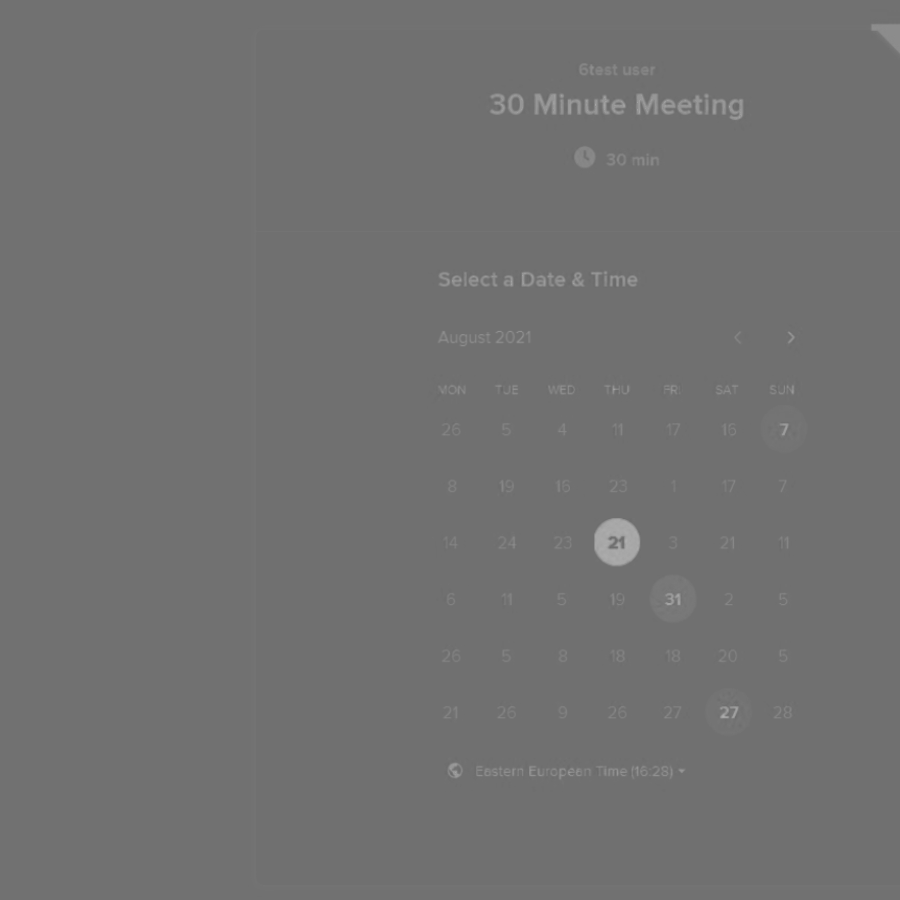 6test user
30 Minute Meeting
30 min
Select a Date & Time
August 2021
MON TUE WED THU FRI SAT SUN
26 5 4 11 17 16 7
8 19 16 23 1 17 7
14 24 23 21 3 21 11
6 11 5 19 31 2 5
26 5 8 18 18 20 5
21 26 9 26 27 27 28
Eastern European Time (16:28)